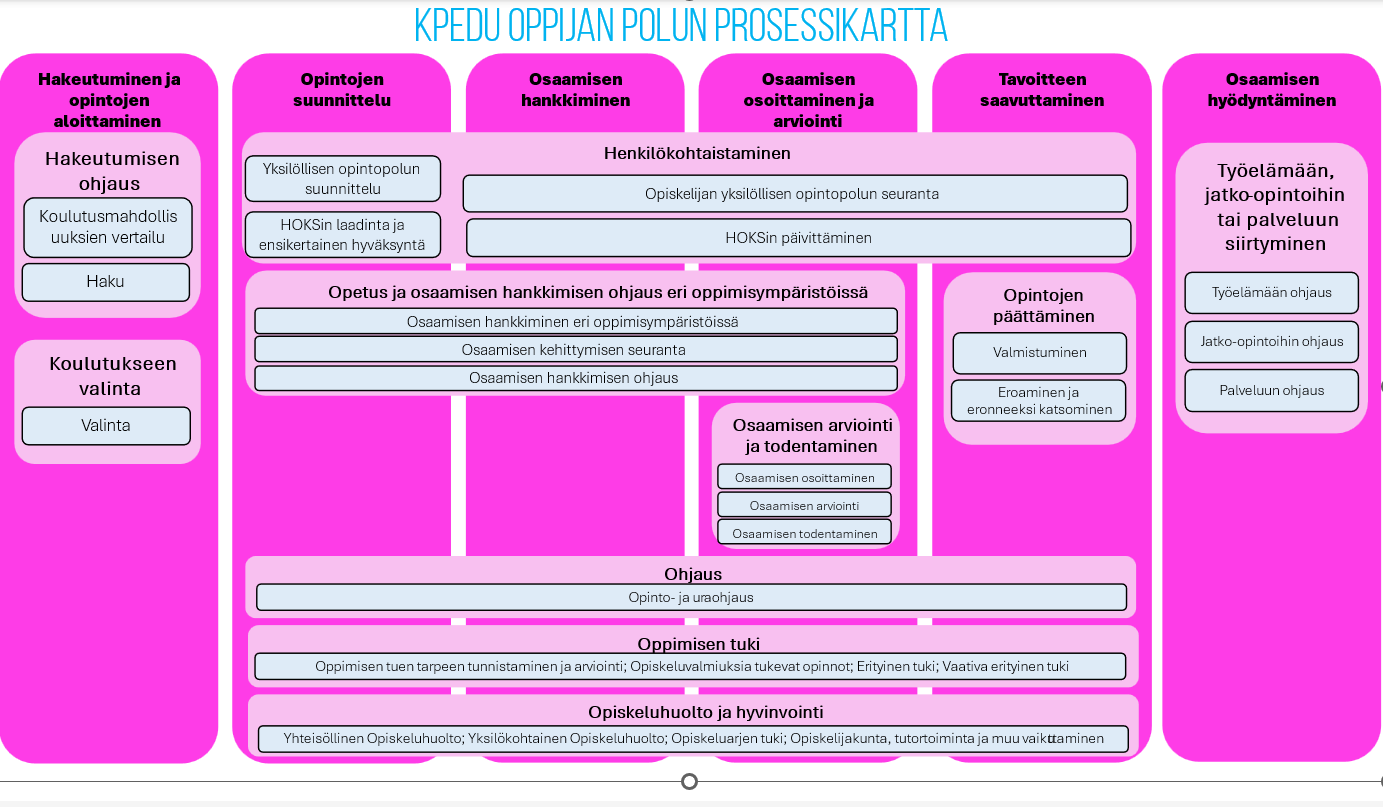 KPEDU OPPIJAN POLUN PROSESSIKARTTA
Hakeutuminen ja
opintojen
aloittaminen
Hakeutumisen
ohjaus
Koulutusmahdollis
uuksien vertailu
Haku
Koulutukseen
valinta
Valinta
Opintojen
suunnittelu
Osaamisen
hankkiminen
Osaamisen
osoittaminen ja
arviointi
Tavoitteen
saavuttaminen
Henkilökohtaistaminen
Yksilöllisen opintopolun
suunnittelu
HOKSin laadinta ja
ensikertainen hyväksyntä
Opiskelijan yksilöllisen opintopolun seuranta
HOKSin päivittäminen
Opetus ja osaamisen hankkimisen ohjaus eri oppimisympäristöissä
Osaamisen hankkiminen eri oppimisympäristöissä
Osaamisen kehittymisen seuranta
Osaamisen hankkimisen ohjaus
Opintojen
päättäminen
Valmistuminen
Eroaminen ja
eronneeksi katsominen
Osaamisen arviointi
ja todentaminen
Osaamisen osoittaminen
Osaamisen arviointi
Osaamisen todentaminen
Ohjaus
Opinto- ja uraohjaus
Oppimisen tuki
Oppimisen tuen tarpeen tunnistaminen ja arviointi; Opiskeluvalmiuksia tukevat opinnot; Erityinen tuki; Vaativa erityinen tuki
Opiskeluhuolto ja hyvinvointi
Yhteisöllinen Opiskeluhuolto; Yksilökohtainen Opiskeluhuolto; Opiskeluarjen tuki; Opiskelijakunta, tutortoiminta ja muu vaikuttaminen
Osaamisen
hyödyntäminen
Työelämään,
jatko-opintoihin
tai palveluun
siirtyminen
Työelämään ohjaus
Jatko-opintoihin ohjaus
Palveluun ohjaus